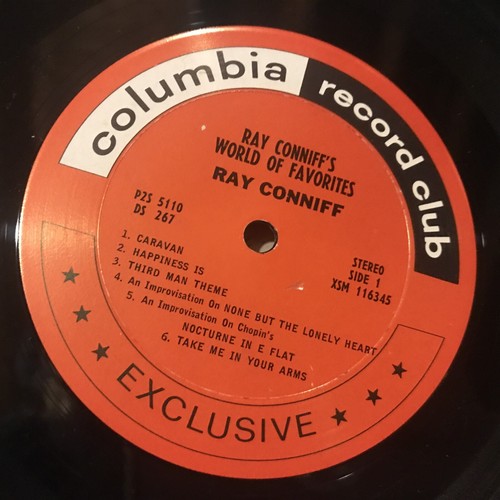 columbia record club
RAY CONNIFF'S
WORLD OF FAVORITES
RAY CONNIFF
P2S 5110
DS 267
STEREO
SIDE 1
XSM 116345
1. CARAVAN
2. HAPPINESS IS
3. THIRD MAN THEME
4. An Improvisation On NONE BUT THE LONELY HEART
5. An Improvisation On Chopin's
NOCTURNE IN E FLAT
6. TAKE ME IN YOUR ARMS
EXCLUSIVE